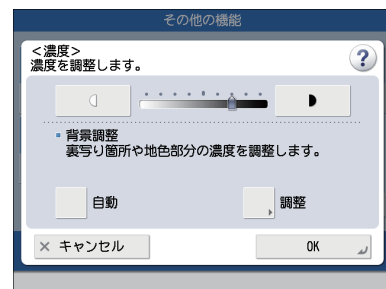 その他の機能
<濃度>
濃度を調整します。
?
背景調整
裏写り箇所や地色部分の濃度を調整します。
自動
調整
× キャンセル
OK